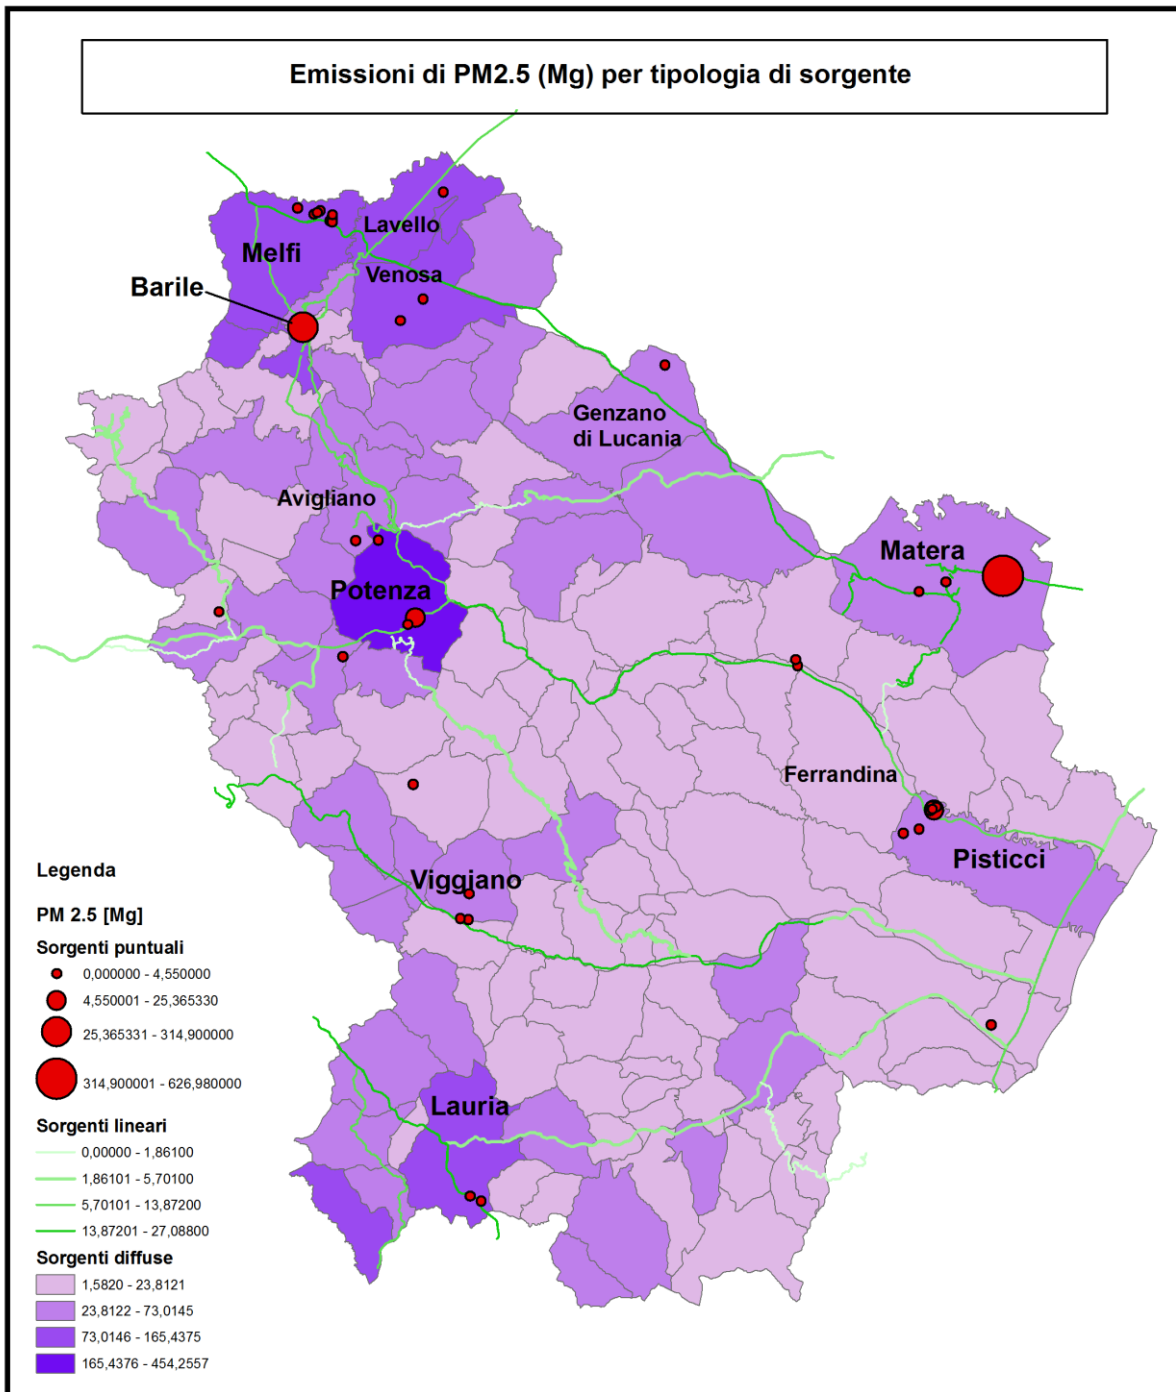 Emissioni di PM2.5 (Mg) per tipologia di sorgente
Lavello
Melfi
Venosa
Barile
Genzano
di Lucania
Avigliano
Matera
Potenza
Ferrandina
Pisticci
Viggiano
Lauria
Legenda
PM 2.5 [Mg]
Sorgenti puntuali
0,000000 - 4,550000
4,550001 - 25,365330
25,365331 - 314,900000
314,900001 - 626,980000
Sorgenti lineari
0,00000 - 1,86100
1,86101 - 5,70100
5,70101 - 13,87200
13,87201 - 27,08800
Sorgenti diffuse
1,5820 - 23,8121
23,8122 - 73,0145
73,0146 - 165,4375
165,4376 - 454,2557